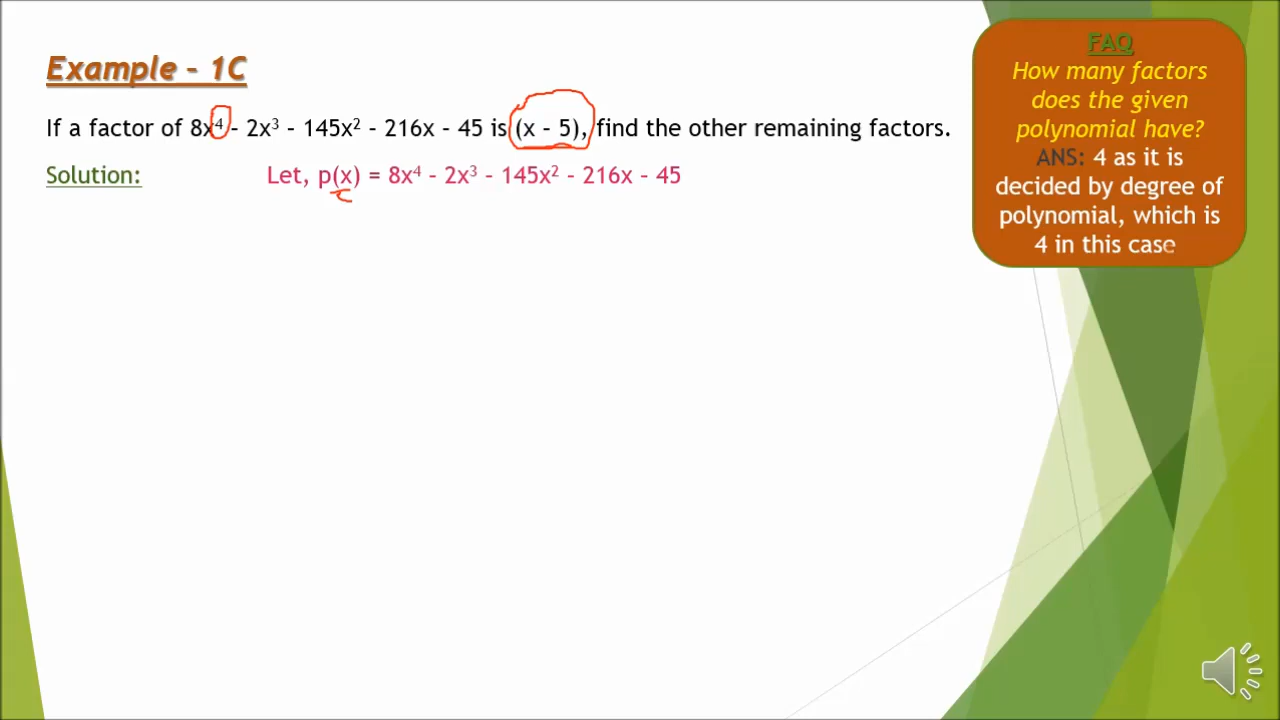 Example – 1C
If a factor of 8x⁴ – 2x³ – 145x² – 216x – 45 is (x – 5), find the other remaining factors.
Solution: Let, p(x) = 8x⁴ – 2x³ – 145x² – 216x – 45
FAQ
How many factors
does the given
polynomial have?
ANS: 4 as it is
decided by degree of
polynomial, which is
4 in this case